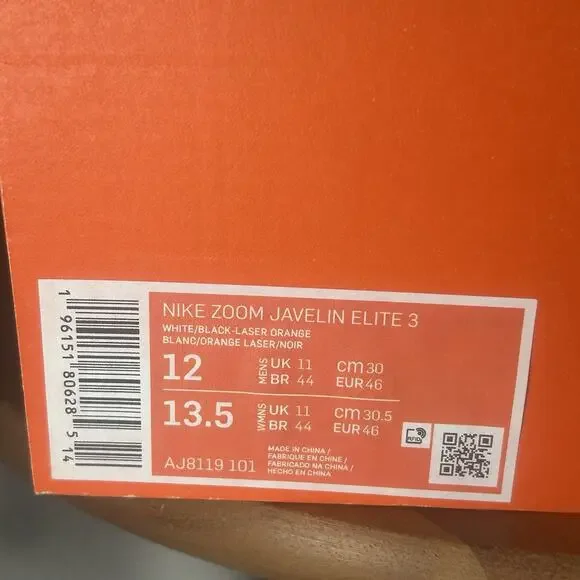 NIKE ZOOM JAVELIN ELITE 3
WHITE/BLACK-LASER ORANGE
BLANC/ORANGE LASER/NOIR
12 MENS UK 11 CM 30
BR 44 EUR 46
13.5 WMNS UK 11 CM 30.5
BR 44 EUR 46
AJ8119 101
MADE IN CHINA /
FABRIQUE EN CHINE /
FABRICADO NA CHINA /
HECHO EN CHINA
RFID
1 96151 80628 5 14